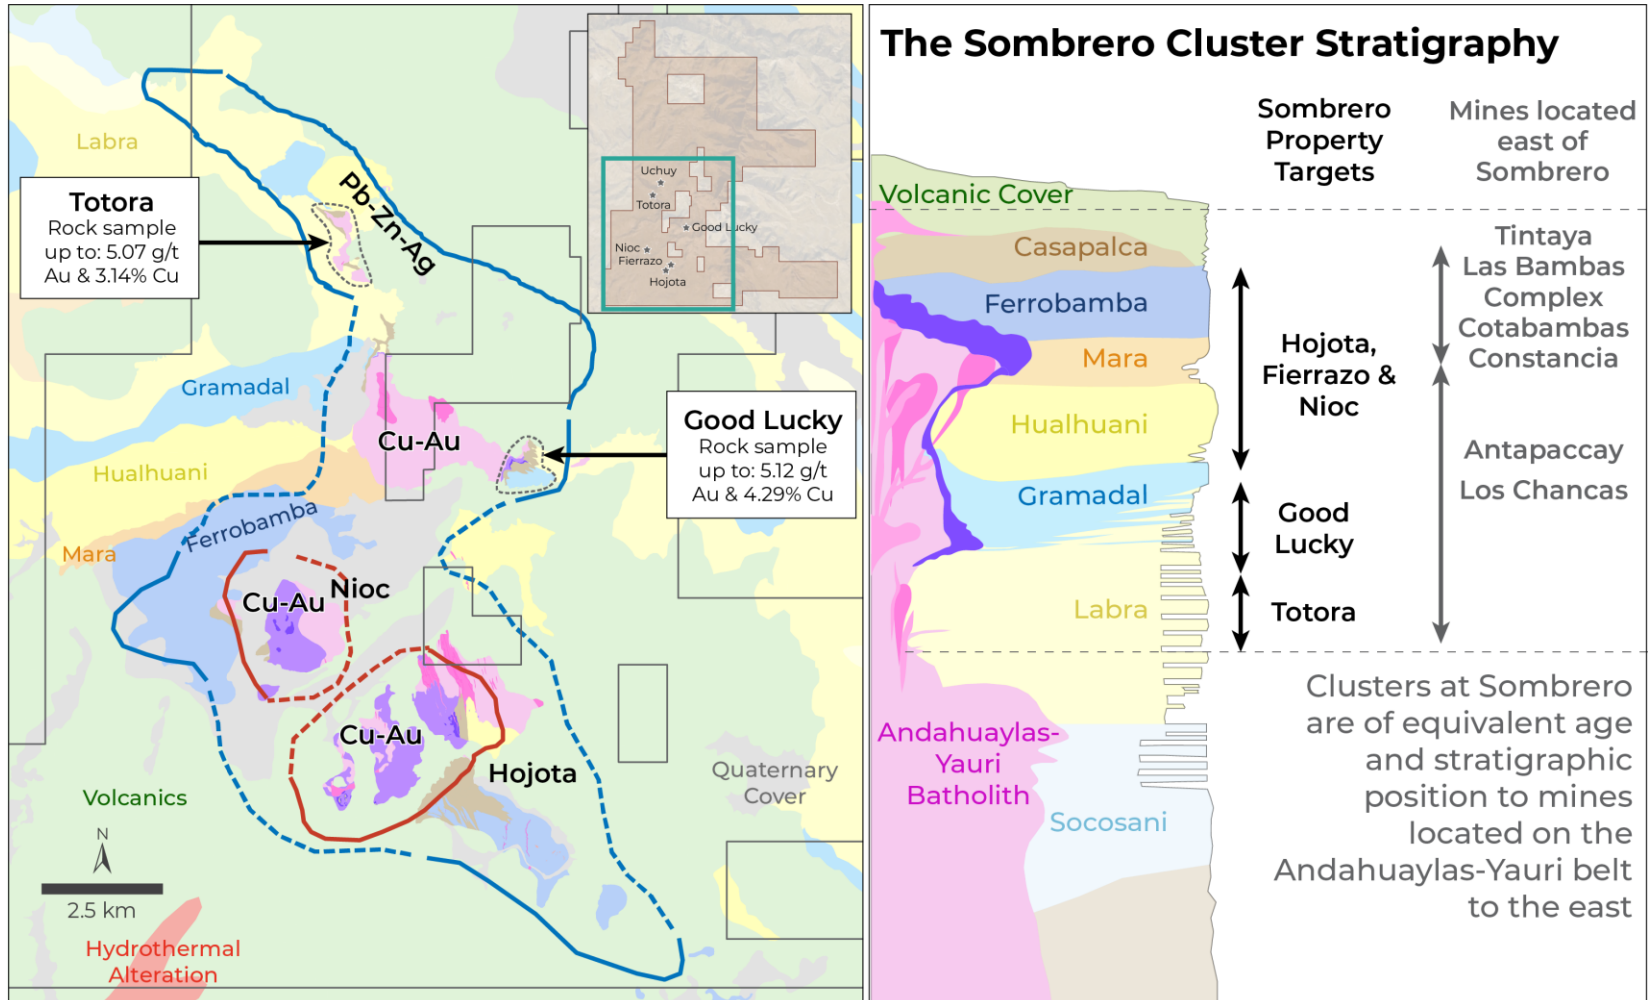 Labra
Totora
Rock sample
up to: 5.07 g/t
Au & 3.14% Cu
Pb-Zn-Ag
Uchuy
Totora
Good Lucky
Nioc
Fierrazo
Hojota
Gramadal
Cu-Au
Good Lucky
Rock sample
up to: 5.12 g/t
Au & 4.29% Cu
Hualhuani
Ferrobamba
Mara
Cu-Au
Nioc
Cu-Au
Hojota
Quaternary
Cover
Volcanics
N
2.5 km
Hydrothermal
Alteration
The Sombrero Cluster Stratigraphy
Sombrero
Property
Targets
Mines located
east of
Sombrero
Volcanic Cover
Casapalca
Ferrobamba
Mara
Hualhuani
Gramadal
Labra
Andahuaylas-
Yauri
Batholith
Socosani
Hojota,
Fierrazo &
Nioc
Good
Lucky
Totora
Tintaya
Las Bambas
Complex
Cotabambas
Constancia
Antapaccay
Los Chancas
Clusters at Sombrero
are of equivalent age
and stratigraphic
position to mines
located on the
Andahuaylas-Yauri belt
to the east